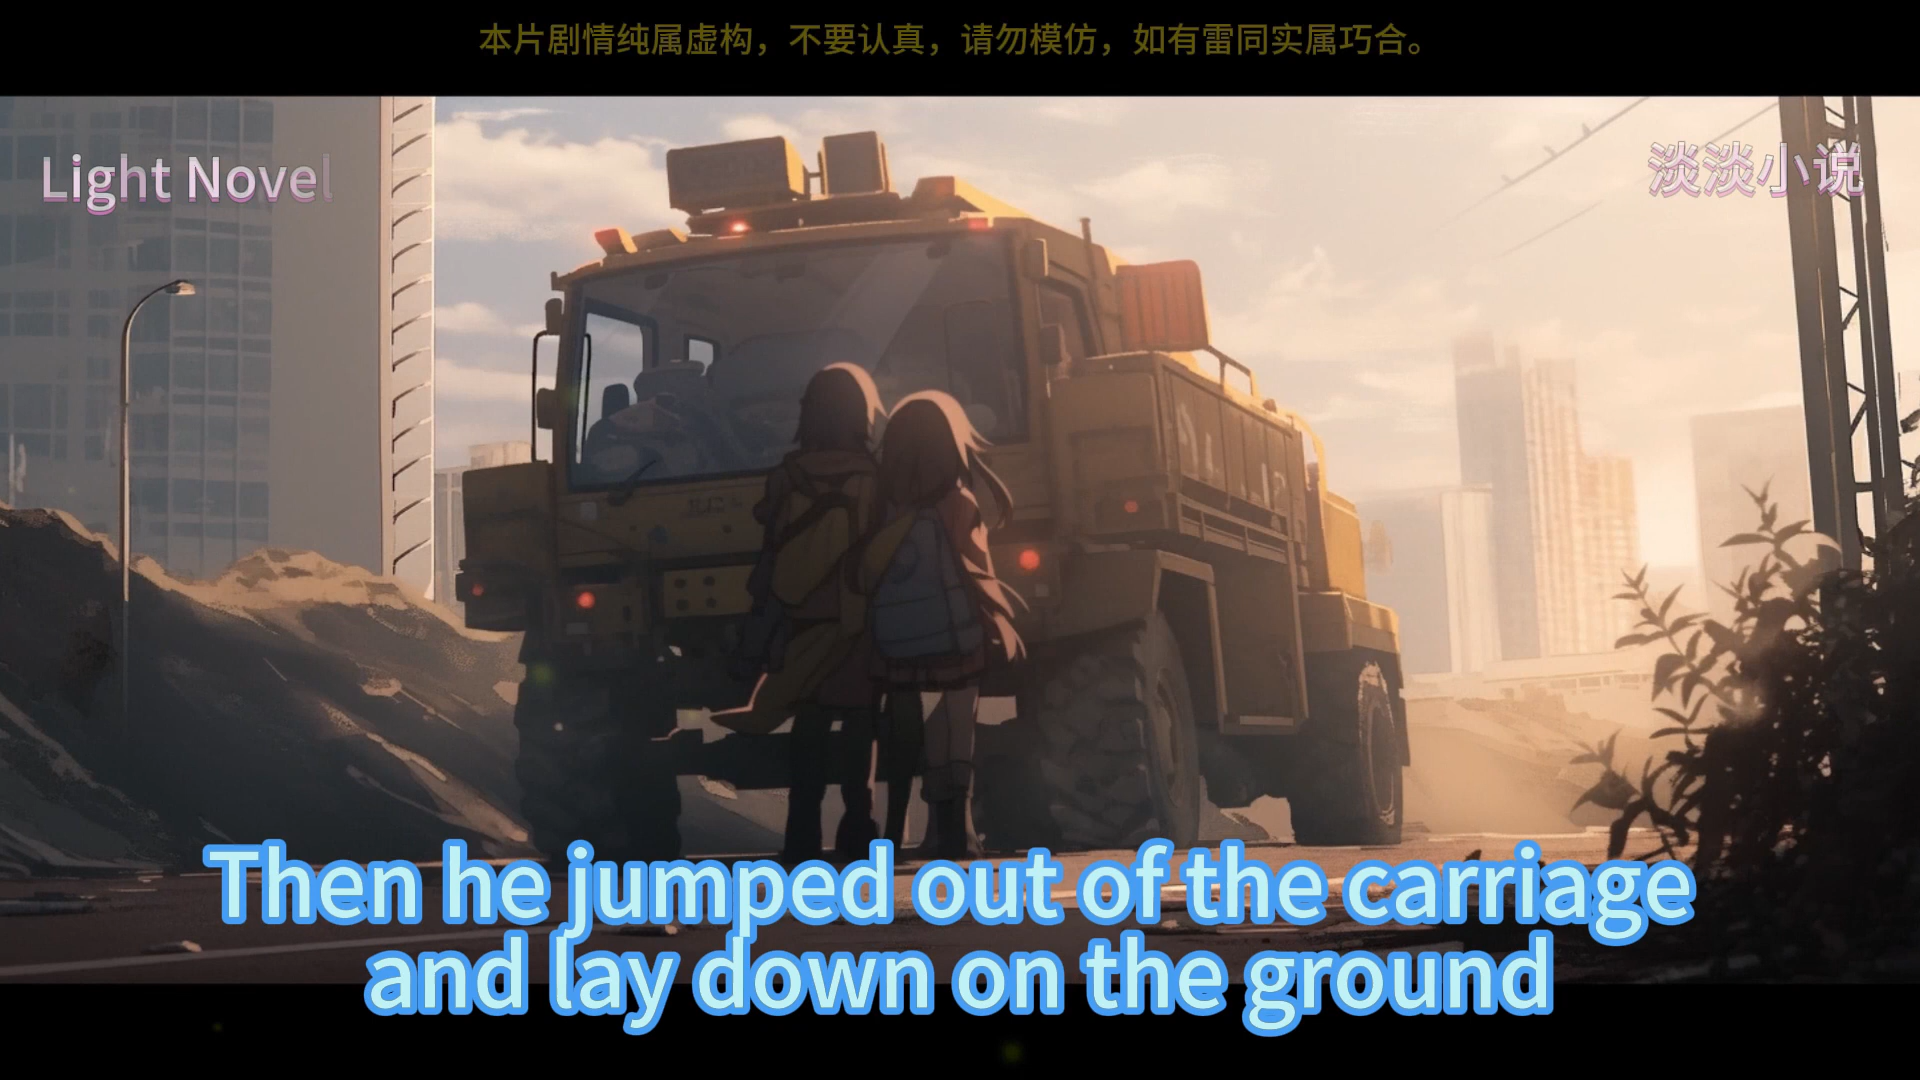 本片剧情纯属虚构，不要认真，请勿模仿，如有雷同实属巧合。
Light Novel
淡淡小说
Then he jumped out of the carriage
and lay down on the ground